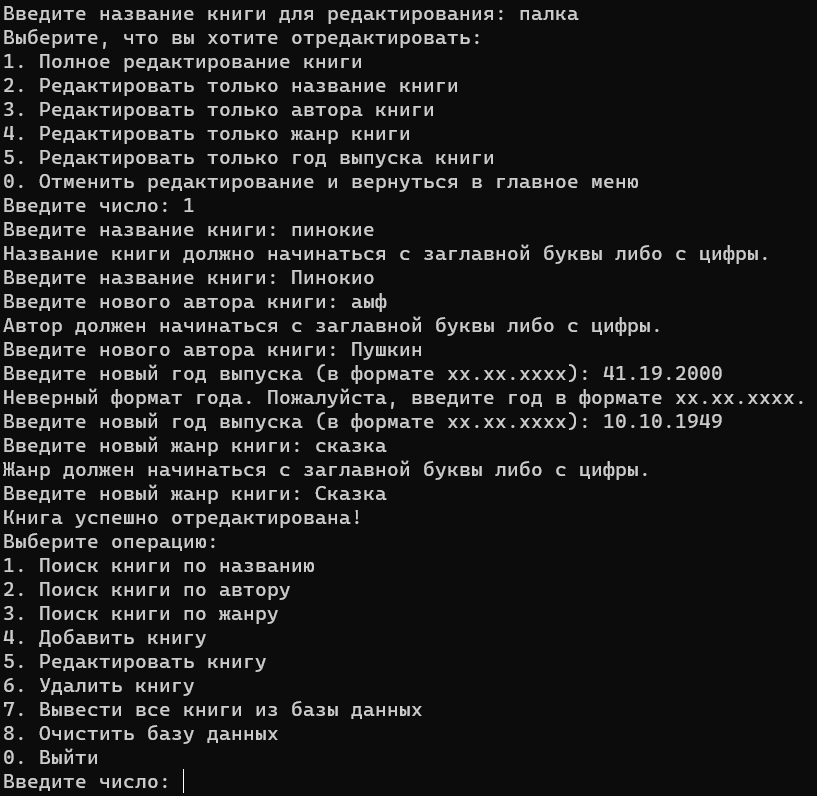 Введите название книги для редактирования: палка
Выберите, что вы хотите отредактировать:
1. Полное редактирование книги
2. Редактировать только название книги
3. Редактировать только автора книги
4. Редактировать только жанр книги
5. Редактировать только год выпуска книги
0. Отменить редактирование и вернуться в главное меню
Введите число: 1
Введите название книги: пинокие
Название книги должно начинаться с заглавной буквы либо с цифры.
Введите название книги: Пинокио
Введите нового автора книги: аыф
Автор должен начинаться с заглавной буквы либо с цифры.
Введите нового автора книги: Пушкин
Введите новый год выпуска (в формате xx.xx.xxxx): 41.19.2000
Неверный формат года. Пожалуйста, введите год в формате xx.xx.xxxx.
Введите новый год выпуска (в формате xx.xx.xxxx): 10.10.1949
Введите новый жанр книги: сказка
Жанр должен начинаться с заглавной буквы либо с цифры.
Введите новый жанр книги: Сказка
Книга успешно отредактирована!
Выберите операцию:
1. Поиск книги по названию
2. Поиск книги по автору
3. Поиск книги по жанру
4. Добавить книгу
5. Редактировать книгу
6. Удалить книгу
7. Вывести все книги из базы данных
8. Очистить базу данных
0. Выйти
Введите число: